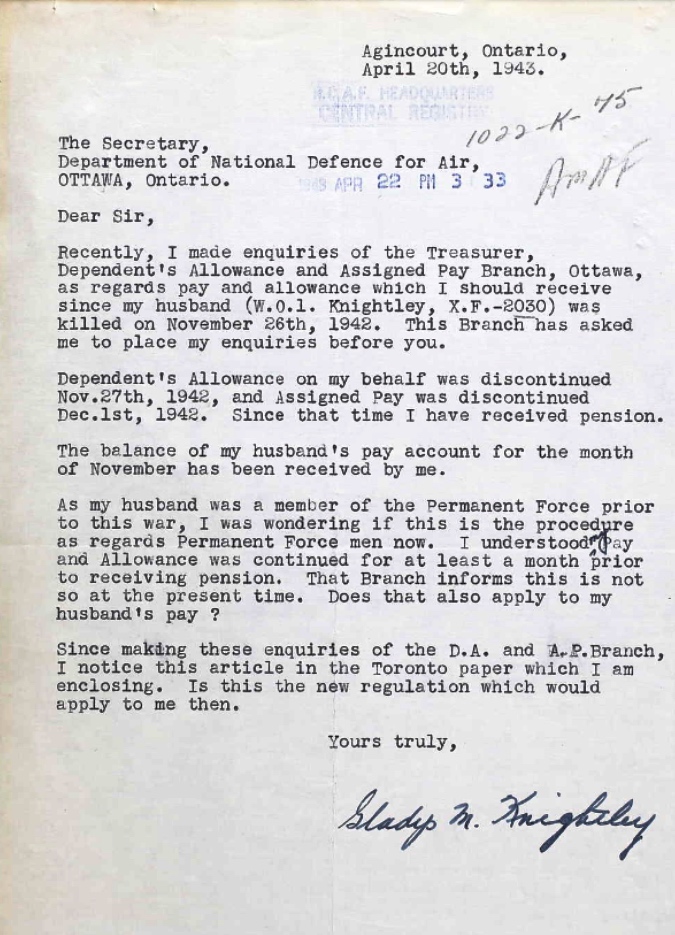 Agincourt, Ontario,
April 20th, 1943.
R.C.A.F. HEADQUARTERS
CENTRAL REGISTRY
1022-K-45
AMAF
The Secretary,
Department of National Defence for Air,
OTTAWA, Ontario.
1943 APR 22 PM 3 33
Dear Sir,
Recently, I made enquiries of the Treasurer,
Dependent's Allowance and Assigned Pay Branch, Ottawa,
as regards pay and allowance which I should receive
since my husband (W.O.1. Knightley, X.F.-2030) was
killed on November 26th, 1942. This Branch has asked
me to place my enquiries before you.
Dependent's Allowance on my behalf was discontinued
Nov.27th, 1942, and Assigned Pay was discontinued
Dec.1st, 1942. Since that time I have received pension.
The balance of my husband's pay account for the month
of November has been received by me.
As my husband was a member of the Permanent Force prior
to this war, I was wondering if this is the procedure
as regards Permanent Force men now. I understood my Pay
and Allowance was continued for at least a month prior
to receiving pension. That Branch informs this is not
so at the present time. Does that also apply to my
husband's pay ?
Since making these enquiries of the D.A. and A.P.Branch,
I notice this article in the Toronto paper which I am
enclosing. Is this the new regulation which would
apply to me then.
Yours truly,
Gladys M. Knightley